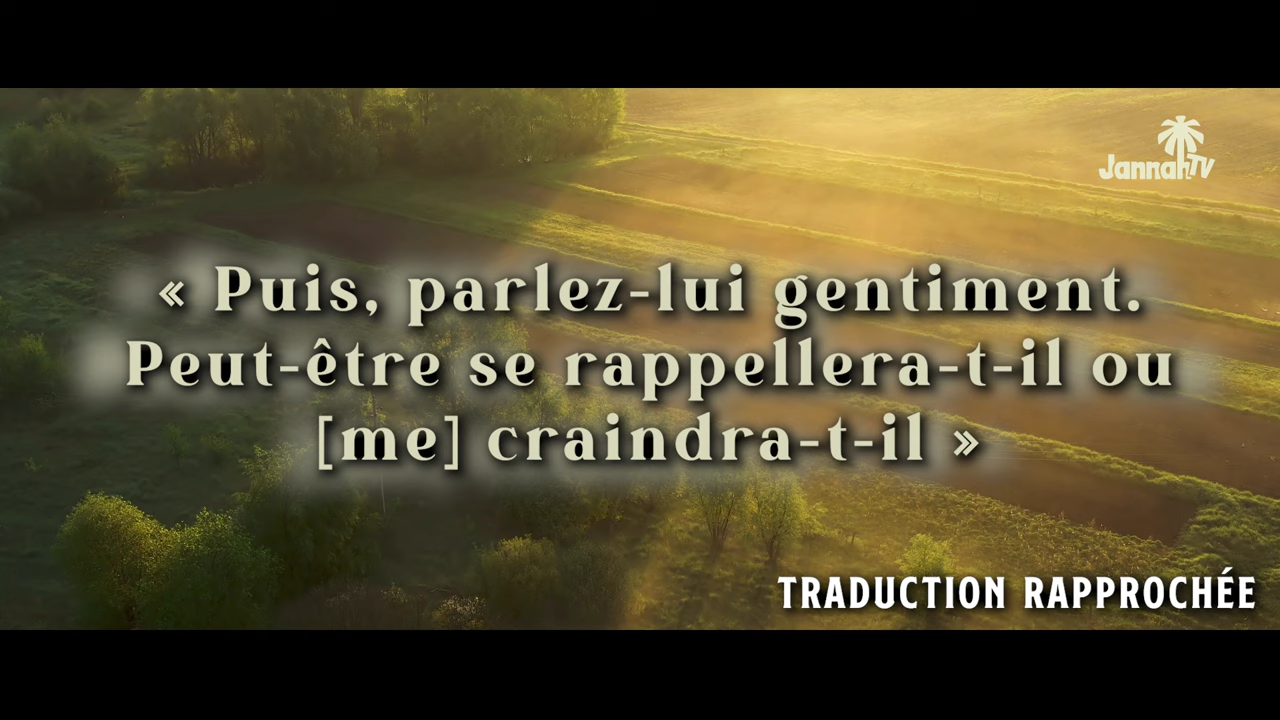 JannahTV
« Puis, parlez-lui gentiment.
Peut-être se rappellera-t-il ou
[me] craindra-t-il »
TRADUCTION RAPPROCHÉE